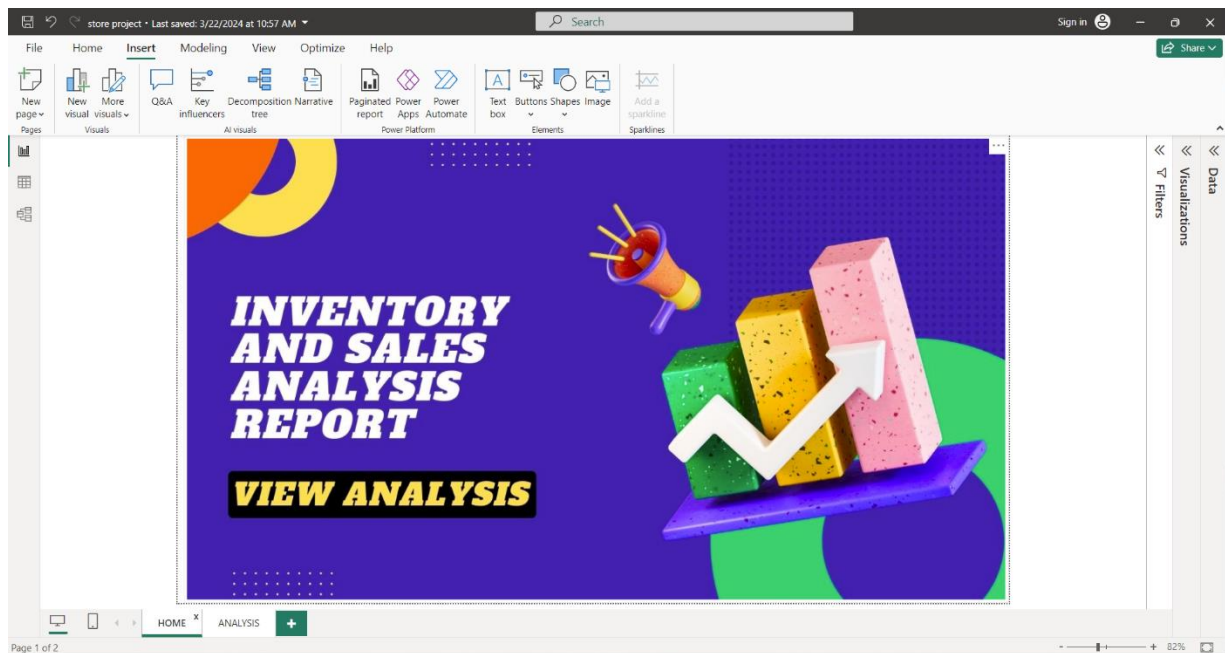 store project • Last saved: 3/22/2024 at 10:57 AM
Search
Sign in
File Home Insert Modeling View Optimize Help
Share
New page
New visual
More visuals
Q&A
Key influencers
Decomposition tree
Narrative
Paginated report
Power Apps
Power Automate
Text box
Buttons
Shapes
Image
Add a sparkline
Pages
Visuals
AI visuals
Power Platform
Elements
Sparklines
INVENTORY
AND SALES
ANALYSIS
REPORT
VIEW ANALYSIS
Filters
Visualizations
Data
HOME ANALYSIS
Page 1 of 2
82%